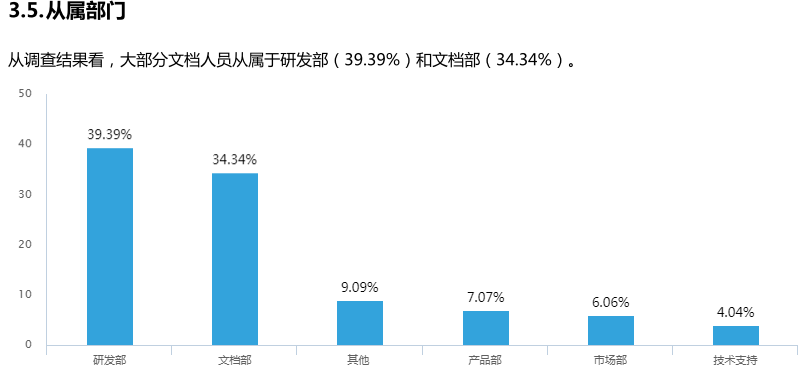 3.5.从属部门
从调查结果看，大部分文档人员从属于研发部（39.39%）和文档部（34.34%）。
50
40
30
20
10
0
39.39%
34.34%
9.09%
7.07%
6.06%
4.04%
研发部
文档部
其他
产品部
市场部
技术支持